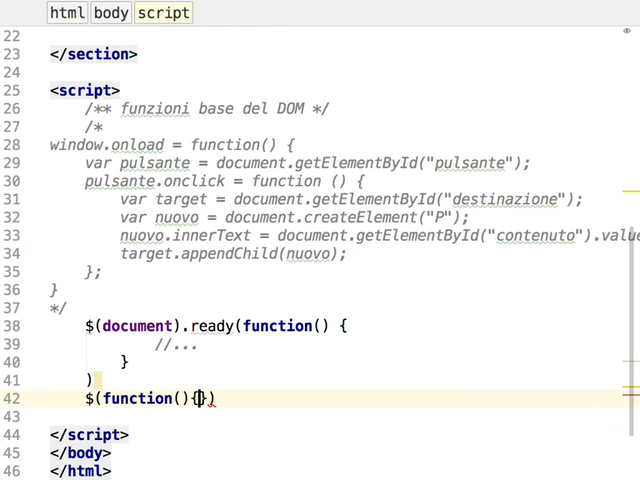 html body script
22
23 </section>
24
25 <script>
26 /** funzioni base del DOM */
27 /*
28 window.onload = function() {
29 var pulsante = document.getElementById("pulsante");
30 pulsante.onclick = function () {
31 var target = document.getElementById("destinazione");
32 var nuovo = document.createElement("P");
33 nuovo.innerText = document.getElementById("contenuto").value
34 target.appendChild(nuovo);
35 };
36 }
37 */
38 $(document).ready(function() {
39 //...
40 }
41 )
42 $(function(){})
43
44 </script>
45 </body>
46 </html>